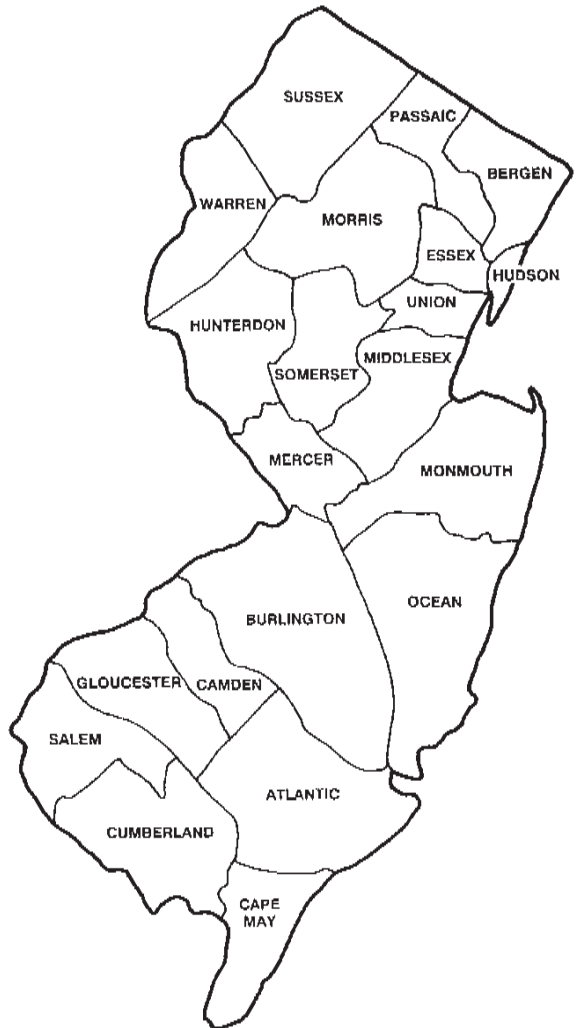 SUSSEX
PASSAIC
BERGEN
WARREN
MORRIS
ESSEX
HUDSON
UNION
HUNTERDON
MIDDLESEX
SOMERSET
MERCER
MONMOUTH
OCEAN
BURLINGTON
GLOUCESTER
CAMDEN
SALEM
ATLANTIC
CUMBERLAND
CAPE
MAY